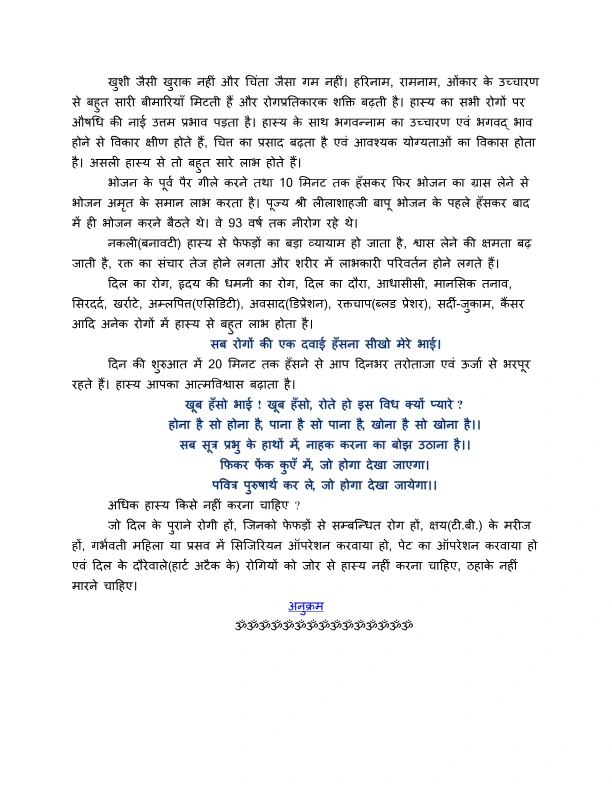 खुशी जैसी खुराक नहीं और चिंता जैसा गम नहीं। हरिनाम, रामनाम, ओंकार के उच्चारण
से बहुत सारी बीमारियाँ मिटती हैं और रोगप्रतिकारक शक्ति बढ़ती है। हास्य का सभी रोगों पर
औषधि की नाई उत्तम प्रभाव पड़ता है। हास्य के साथ भगवन्नाम का उच्चारण एवं भगवद् भाव
होने से विकार क्षीण होते हैं, चित्त का प्रसाद बढ़ता है एवं आवश्यक योग्यताओं का विकास होता
है। असली हास्य से तो बहुत सारे लाभ होते हैं।
भोजन के पूर्व पैर गीले करने तथा 10 मिनट तक हँसकर फिर भोजन का ग्रास लेने से
भोजन अमृत के समान लाभ करता है। पूज्य श्री लीलाशाहजी बापू भोजन के पहले हँसकर बाद
में ही भोजन करने बैठते थे। वे 93 वर्ष तक नीरोग रहे थे।
नकली(बनावटी) हास्य से फेफड़ों का बड़ा व्यायाम हो जाता है, श्वास लेने की क्षमता बढ़
जाती है, रक्त का संचार तेज होने लगता और शरीर में लाभकारी परिवर्तन होने लगते हैं।
दिल का रोग, हृदय की धमनी का रोग, दिल का दौरा, आधासीसी, मानसिक तनाव,
सिरदर्द, खर्राटे, अम्लपित्त(एसिडिटी), अवसाद(डिप्रेशन), रक्तचाप(ब्लड प्रेशर), सर्दी-जुकाम, कैंसर
आदि अनेक रोगों में हास्य से बहुत लाभ होता है।
सब रोगों की एक दवाई हँसना सीखो मेरे भाई।
दिन की शुरुआत में 20 मिनट तक हँसने से आप दिनभर तरोताजा एवं ऊर्जा से भरपूर
रहते हैं। हास्य आपका आत्मविश्वास बढ़ाता है।
खूब हँसो भाई ! खूब हँसो, रोते हो इस विध क्यों प्यारे ?
होना है सो होना है, पाना है सो पाना है, खोना है सो खोना है।।
सब सूत्र प्रभु के हाथों में, नाहक करना का बोझ उठाना है।।
फिकर फेंक कुएँ में, जो होगा देखा जाएगा।
पवित्र पुरुषार्थ कर ले, जो होगा देखा जायेगा।।
अधिक हास्य किसे नहीं करना चाहिए ?
जो दिल के पुराने रोगी हों, जिनको फेफड़ों से सम्बन्धित रोग हों, क्षय(टी.बी.) के मरीज
हों, गर्भवती महिला या प्रसव में सिजिरियन ऑपरेशन करवाया हो, पेट का ऑपरेशन करवाया हो
एवं दिल के दौरेवाले(हार्ट अटैक के) रोगियों को जोर से हास्य नहीं करना चाहिए, ठहाके नहीं
मारने चाहिए।
अनुक्रम
ॐॐॐॐॐॐॐॐॐॐॐॐॐॐॐ